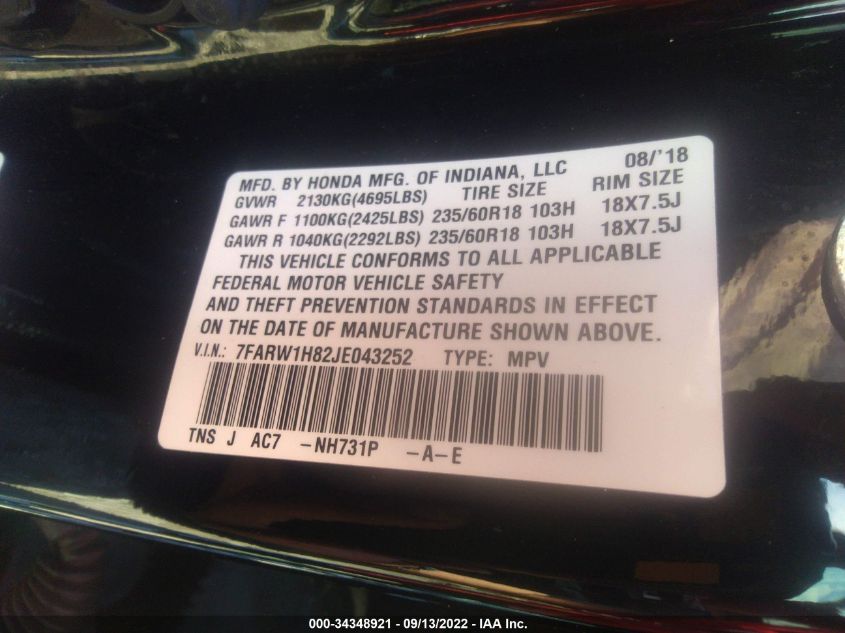 MFD. BY HONDA MFG. OF INDIANA, LLC 08/'18
GVWR 2130KG(4695LBS) TIRE SIZE RIM SIZE
GAWR F 1100KG(2425LBS) 235/60R18 103H 18X7.5J
GAWR R 1040KG(2292LBS) 235/60R18 103H 18X7.5J
THIS VEHICLE CONFORMS TO ALL APPLICABLE
FEDERAL MOTOR VEHICLE SAFETY
AND THEFT PREVENTION STANDARDS IN EFFECT
ON THE DATE OF MANUFACTURE SHOWN ABOVE.
V.I.N.: 7FARW1H82JE043252 TYPE: MPV
TNS J AC7 -NH731P -A-E
000-34348921 - 09/13/2022 - IAA Inc.